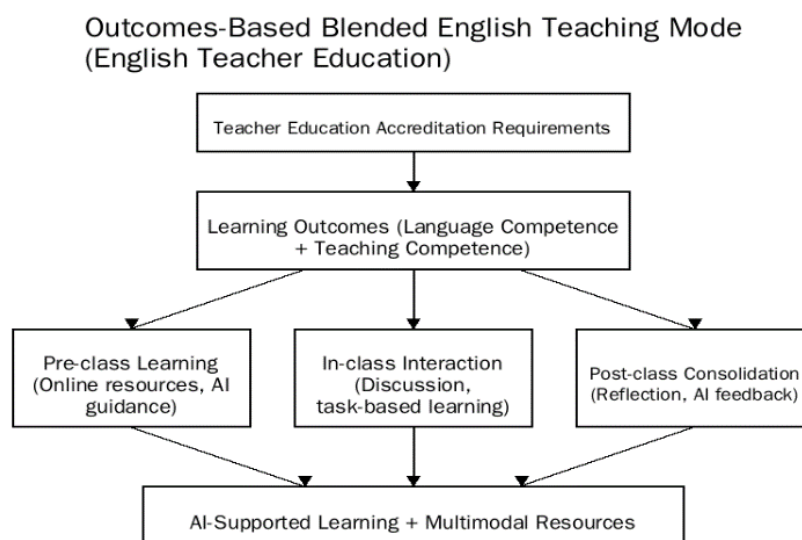 Outcomes-Based Blended English Teaching Mode
(English Teacher Education)
Teacher Education Accreditation Requirements
Learning Outcomes (Language Competence
+ Teaching Competence)
Pre-class Learning
(Online resources, AI
guidance)
In-class Interaction
(Discussion,
task-based learning)
Post-class Consolidation
(Reflection, AI feedback)
AI-Supported Learning + Multimodal Resources